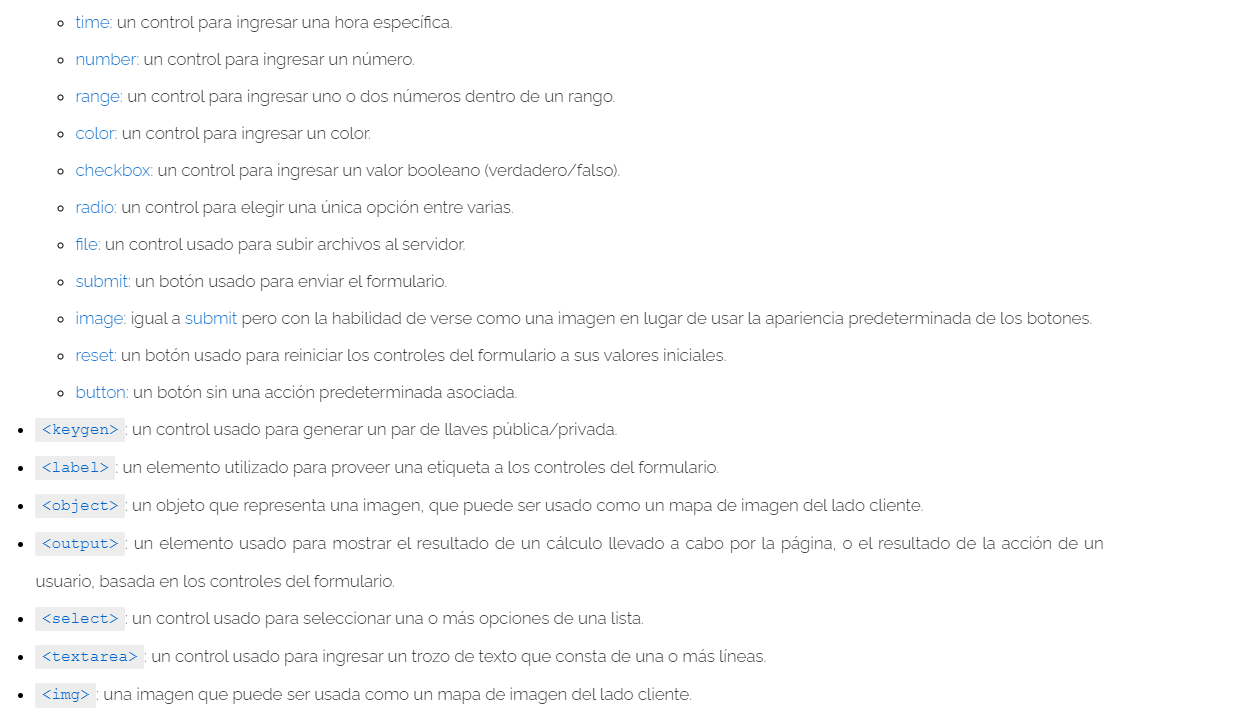 time: un control para ingresar una hora específica.
number: un control para ingresar un número.
range: un control para ingresar uno o dos números dentro de un rango.
color: un control para ingresar un color.
checkbox: un control para ingresar un valor booleano (verdadero/falso).
radio: un control para elegir una única opción entre varias.
file: un control usado para subir archivos al servidor.
submit: un botón usado para enviar el formulario.
image: igual a submit pero con la habilidad de verse como una imagen en lugar de usar la apariencia predeterminada de los botones.
reset: un botón usado para reiniciar los controles del formulario a sus valores iniciales.
button: un botón sin una acción predeterminada asociada.
<keygen>: un control usado para generar un par de llaves pública/privada.
<label>: un elemento utilizado para proveer una etiqueta a los controles del formulario.
<object>: un objeto que representa una imagen, que puede ser usado como un mapa de imagen del lado cliente.
<output>: un elemento usado para mostrar el resultado de un cálculo llevado a cabo por la página, o el resultado de la acción de un
usuario, basada en los controles del formulario.
<select>: un control usado para seleccionar una o más opciones de una lista.
<textarea>: un control usado para ingresar un trozo de texto que consta de una o más líneas.
<img>: una imagen que puede ser usada como un mapa de imagen del lado cliente.